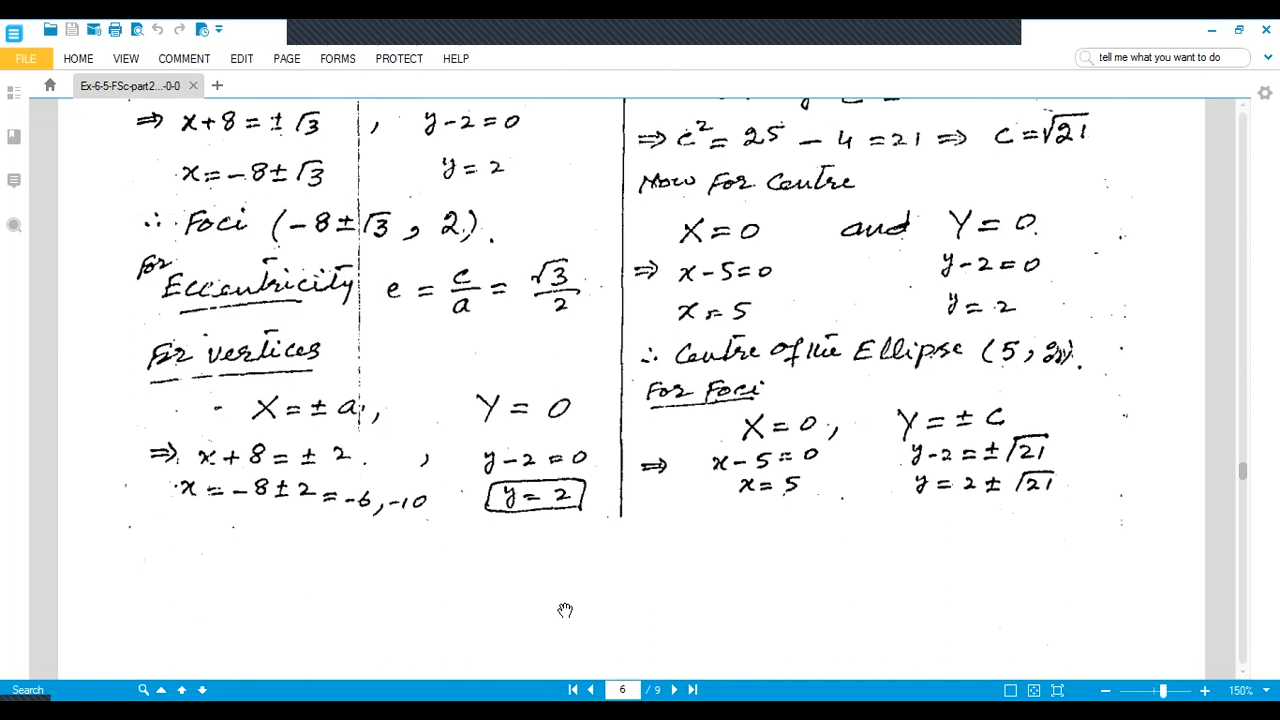 FILE HOME VIEW COMMENT EDIT PAGE FORMS PROTECT HELP tell me what you want to do
Ex-6-5-FSc-part2...-0-0
⇒ x+8 = ±√3 , y-2=0
x = -8±√3 y = 2
∴ Foci (-8±√3 , 2).
For
Eccentricity e = c/a = √3/2
For vertices
X = ±a, Y = 0
⇒ x+8 = ±2 , y-2=0
x = -8±2 = -6, -10 y = 2
⇒ c² = 25 - 4 = 21 ⇒ c = √21
Now For Centre
X = 0 and Y = 0.
⇒ x-5=0 y-2=0
x = 5 y = 2
∴ Centre of the Ellipse (5, 2).
For Foci
X = 0, Y = ± c
⇒ x-5=0 y-2=±√21
x = 5 y = 2 ± √21
Search 6 / 9 150%